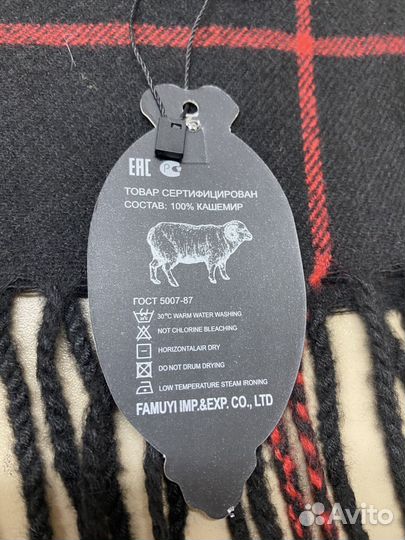 ЕАС РС
ТОВАР СЕРТИФИЦИРОВАН
СОСТАВ: 100% КАШЕМИР
ГОСТ 5007-87
30°C WARM WATER WASHING
NOT CHLORINE BLEACHING
HORIZONTALAIR DRY
DO NOT DRUM DRYING
LOW TEMPERATURE STEAM IRONING
FAMUYI IMP.&EXP. CO., LTD
Avito